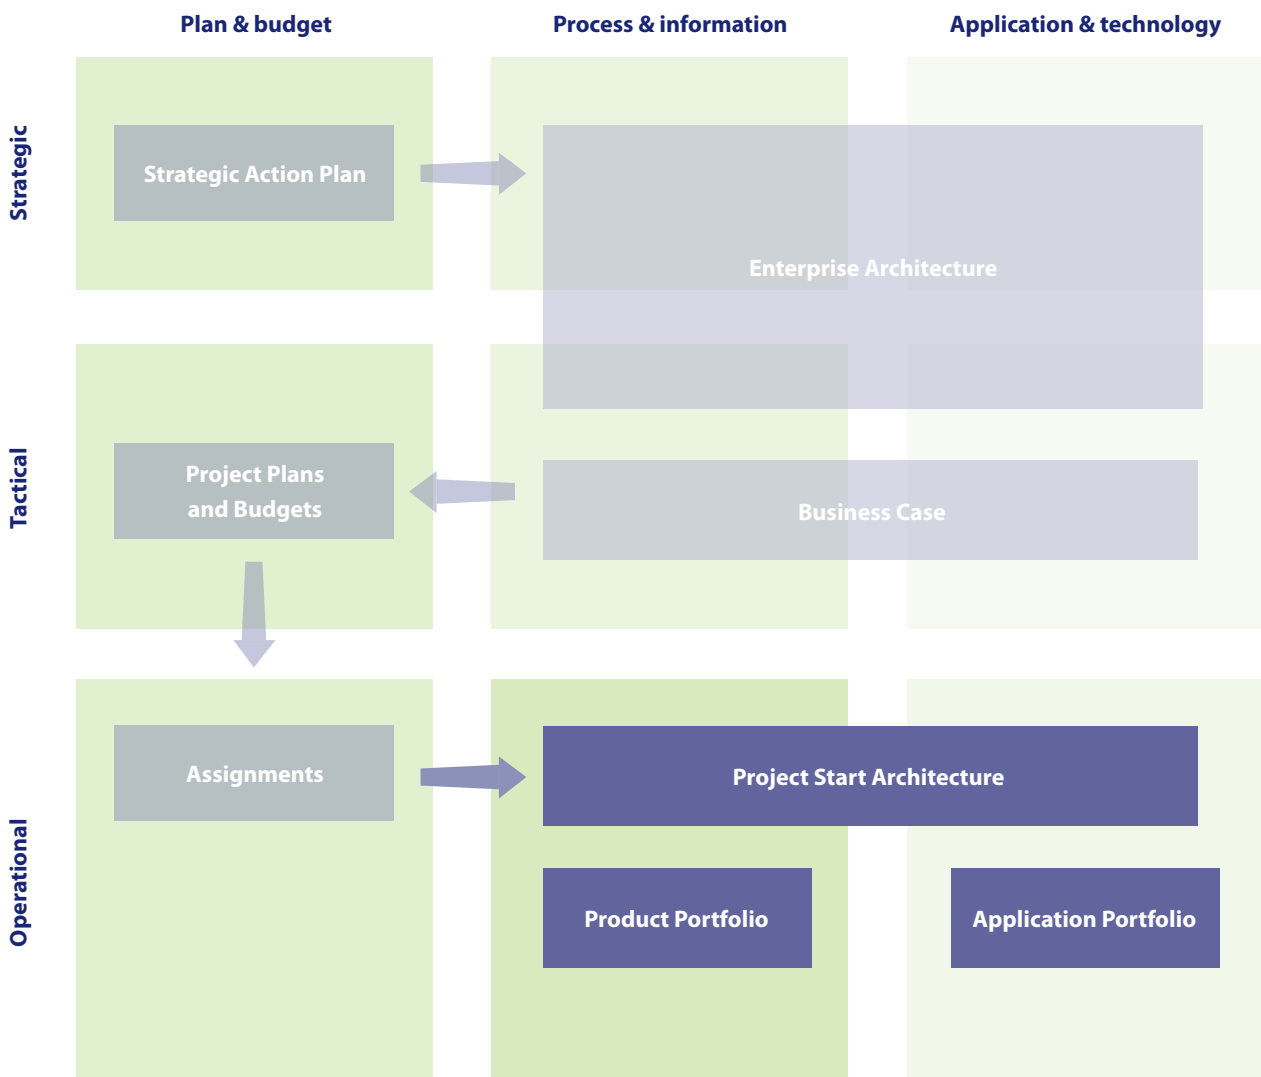 Plan & budget
Process & information
Application & technology
Strategic
Strategic Action Plan
Enterprise Architecture
Tactical
Project Plans
and Budgets
Business Case
Operational
Assignments
Project Start Architecture
Product Portfolio
Application Portfolio